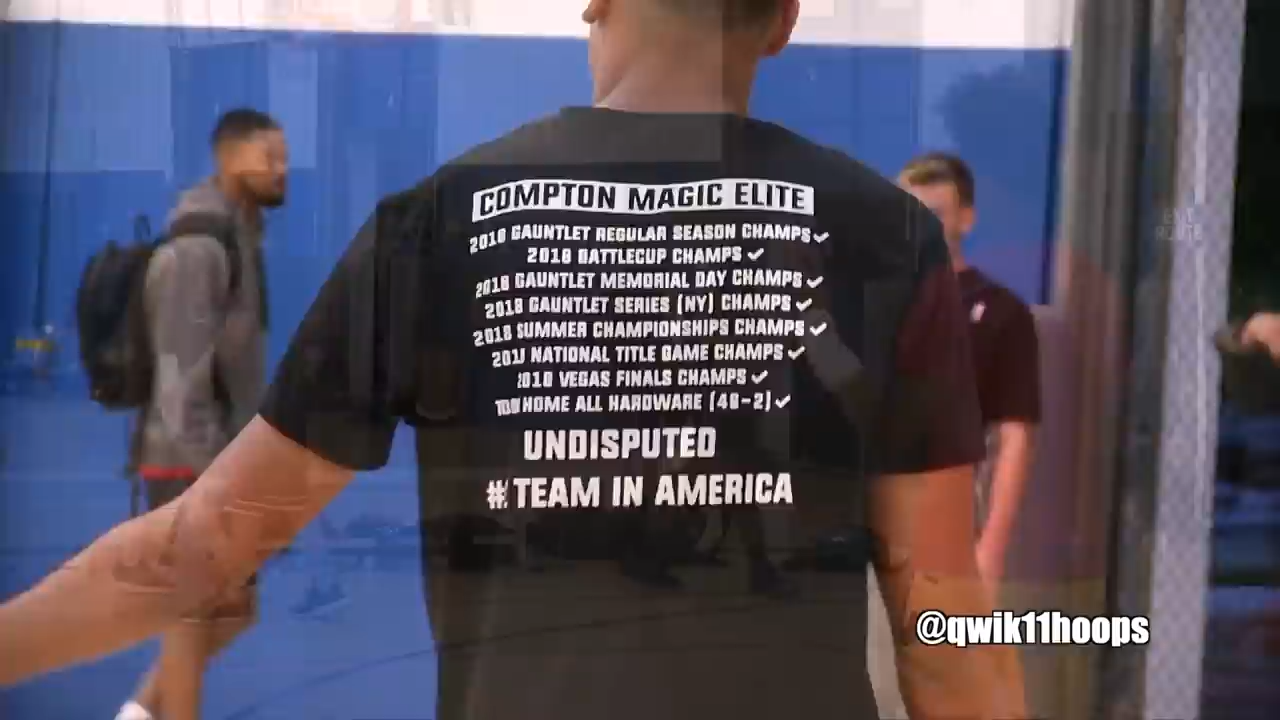 COMPTON MAGIC ELITE
2018 GAUNTLET REGULAR SEASON CHAMPS✓
2018 BATTLECUP CHAMPS ✓
2018 GAUNTLET MEMORIAL DAY CHAMPS✓
2018 GAUNTLET SERIES (NY) CHAMPS✓
2018 SUMMER CHAMPIONSHIPS CHAMPS✓
NATIONAL TITLE GAME CHAMPS✓
2018 VEGAS FINALS CHAMPS✓
HOME ALL HARDWARE (48-2)✓
UNDISPUTED
# TEAM IN AMERICA
@qwik11hoops